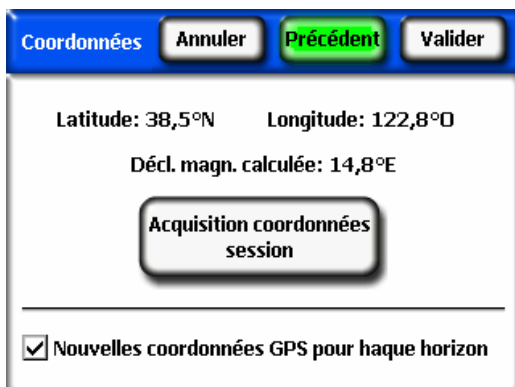 Coordonnées Annuler Précédent Valider
Latitude: 38,5°N Longitude: 122,8°O
Décl. magn. calculée: 14,8°E
Acquisition coordonnées
session
Nouvelles coordonnées GPS pour haque horizon